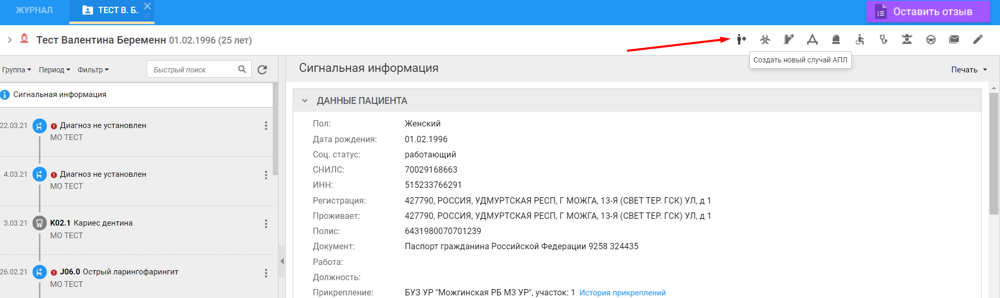 ЖУРНАЛ
ТЕСТ В. Б.
Оставить отзыв
Тест Валентина Беременн 01.02.1996 (25 лет)
Создать новый случай АПЛ
Группа
Период
Фильтр
Быстрый поиск
Сигнальная информация
Печать
Сигнальная информация
22.03.21
Диагноз не установлен
МО ТЕСТ
4.03.21
Диагноз не установлен
МО ТЕСТ
3.03.21
K02.1 Кариес дентина
МО ТЕСТ
26.02.21
J06.0 Острый ларингофарингит
МО ТЕСТ
ДАННЫЕ ПАЦИЕНТА
Пол: Женский
Дата рождения: 01.02.1996
Соц. статус: работающий
СНИЛС: 70029168663
ИНН: 515233766291
Регистрация: 427790, РОССИЯ, УДМУРТСКАЯ РЕСП, Г МОЖГА, 13-Я (СВЕТ ТЕР. ГСК) УЛ, д 1
Проживает: 427790, РОССИЯ, УДМУРТСКАЯ РЕСП, Г МОЖГА, 13-Я (СВЕТ ТЕР. ГСК) УЛ, д 1
Полис: 6431980070701239
Документ: Паспорт гражданина Российской Федерации 9258 324435
Работа:
Должность:
Прикрепление: БУЗ УР "Можгинская РБ МЗ УР", участок: 1 История прикреплений